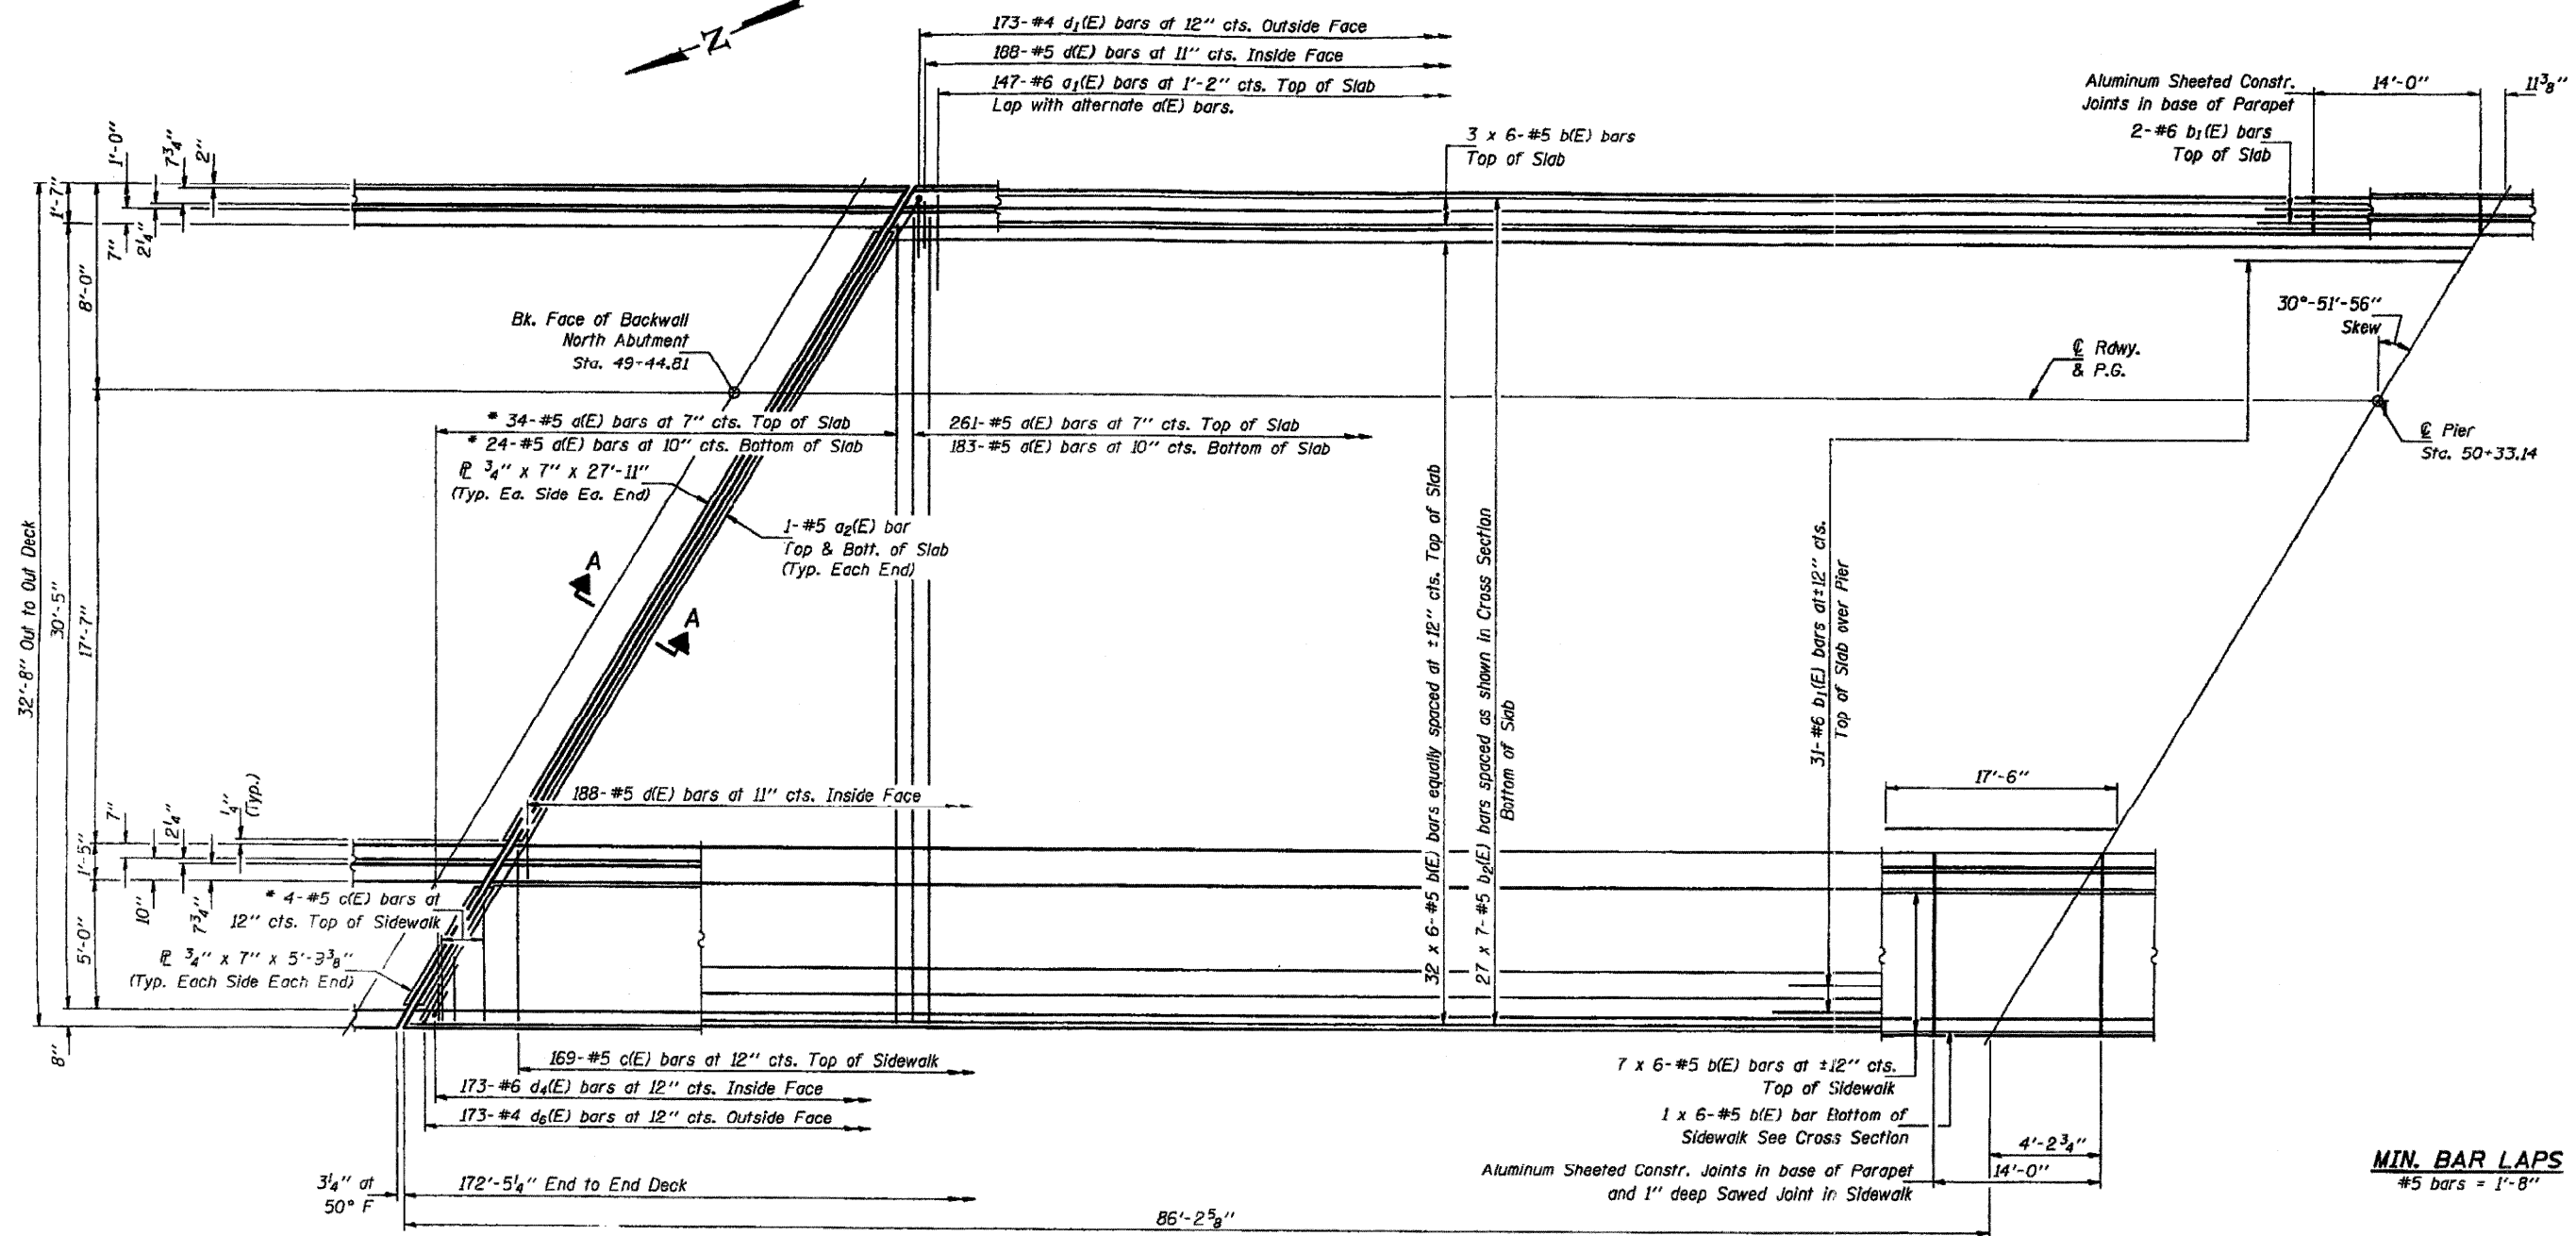 N
173-#4 d1(E) bars at 12" cts. Outside Face
188-#5 d(E) bars at 11" cts. Inside Face
147-#6 a1(E) bars at 1'-2" cts. Top of Slab
Lap with alternate a(E) bars.
3 x 6-#5 b(E) bars
Top of Slab
Aluminum Sheeted Constr.
Joints in base of Parapet
14'-0"
11 3/8"
2-#6 b1(E) bars
Top of Slab
1'-7"
1'-0"
7 3/4"
2"
7"
2 1/4"
8'-0"
32'-8" Out to Out Deck
30'-5"
17'-7"
Bk. Face of Backwall
North Abutment
Sta. 49+44.81
30°-51'-56"
Skew
℄ Rdwy.
& P.G.
℄ Pier
Sta. 50+33.14
* 34-#5 a(E) bars at 7" cts. Top of Slab
* 24-#5 a(E) bars at 10" cts. Bottom of Slab
261-#5 a(E) bars at 7" cts. Top of Slab
183-#5 a(E) bars at 10" cts. Bottom of Slab
℄ 3/4" x 7" x 27'-11"
(Typ. Ea. Side Ea. End)
1-#5 a2(E) bar
Top & Bott. of Slab
(Typ. Each End)
A
A
32 x 6-#5 b(E) bars equally spaced at ±12" cts. Top of Slab
27 x 7-#5 b2(E) bars spaced as shown in Cross Section
Bottom of Slab
31-#6 b1(E) bars at ±12" cts.
Top of Slab over Pier
17'-6"
188-#5 d(E) bars at 11" cts. Inside Face
7"
2 1/4"
1/4"
(Typ.)
1'-5"
10"
7 3/4"
5'-0"
8"
* 4-#5 c(E) bars at
12" cts. Top of Sidewalk
℄ 3/4" x 7" x 5'-3 3/8"
(Typ. Each Side Each End)
169-#5 c(E) bars at 12" cts. Top of Sidewalk
173-#6 d4(E) bars at 12" cts. Inside Face
173-#4 d6(E) bars at 12" cts. Outside Face
7 x 6-#5 b(E) bars at ±12" cts.
Top of Sidewalk
1 x 6-#5 b(E) bar Bottom of
Sidewalk See Cross Section
Aluminum Sheeted Constr. Joints in base of Parapet
and 1" deep Sawed Joint in Sidewalk
4'-2 3/4"
14'-0"
3 1/4" at
50° F
172'-5 1/4" End to End Deck
86'-2 5/8"
MIN. BAR LAPS
#5 bars = 1'-8"